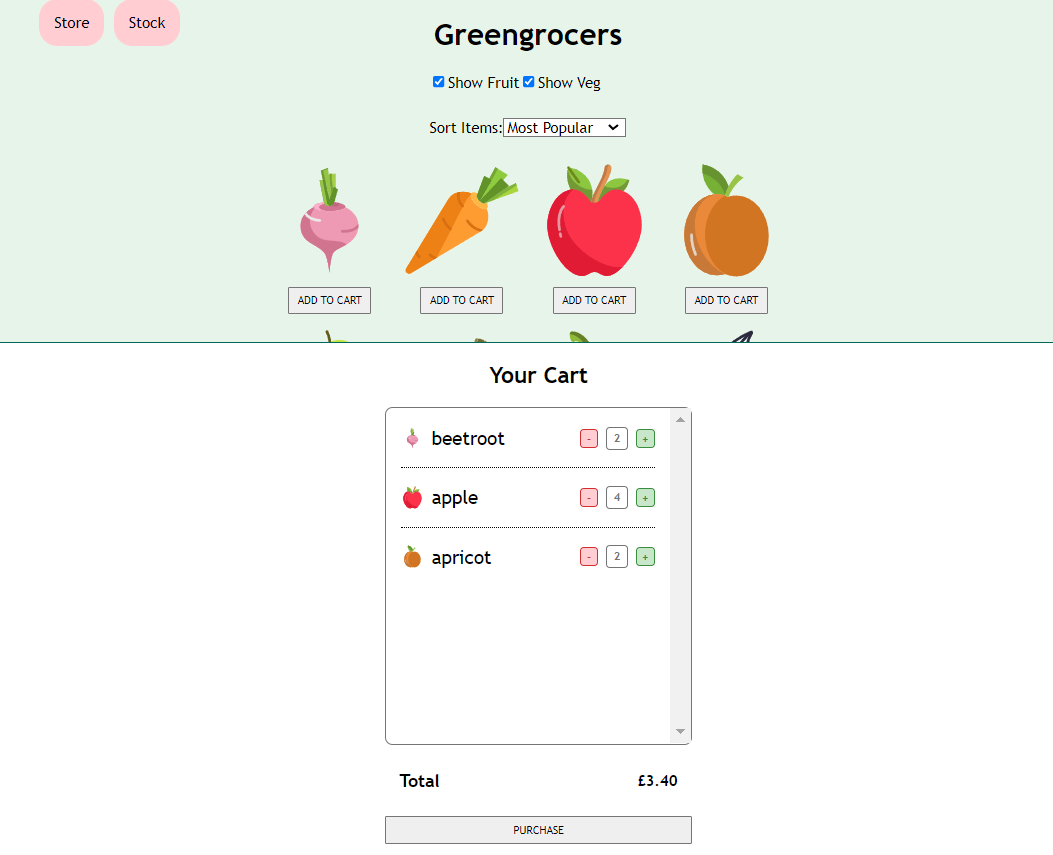 Store Stock
Greengrocers
Show Fruit Show Veg
Sort Items: Most Popular
ADD TO CART ADD TO CART ADD TO CART ADD TO CART
Your Cart
beetroot - 2 +
apple - 4 +
apricot - 2 +
Total £3.40
PURCHASE